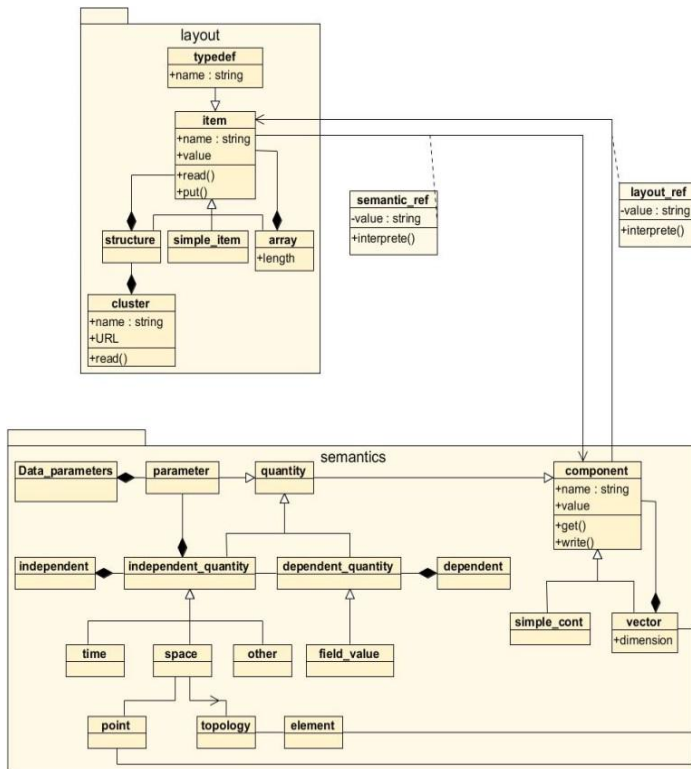 layout
typedef
+name : string
item
+name : string
+value
+read()
+put()
semantic_ref
-value : string
+interprete()
layout_ref
-value : string
+interprete()
structure
simple_item
array
+length
cluster
+name : string
+URL
+read()
semantics
Data_parameters
parameter
quantity
component
+name : string
+value
+get()
+write()
independent
independent_quantity
dependent_quantity
dependent
simple_cont
vector
+dimension
time
space
other
field_value
point
topology
element